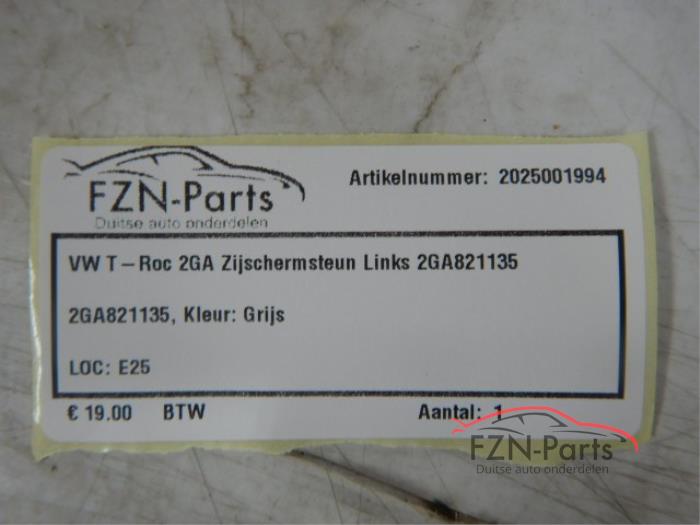 FZN-Parts
Duitse auto onderdelen
Artikelnummer: 2025001994
VW T-Roc 2GA Zijschermsteun Links 2GA821135
2GA821135, Kleur: Grijs
LOC: E25
€ 19.00 BTW Aantal: 1
FZN-Parts
Duitse auto onderdelen